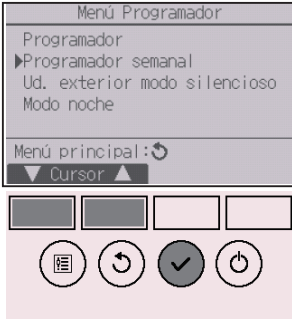 Menú Programador
Programador
▶Programador semanal
Ud. exterior modo silencioso
Modo noche
Menú principal:
▼ Cursor ▲